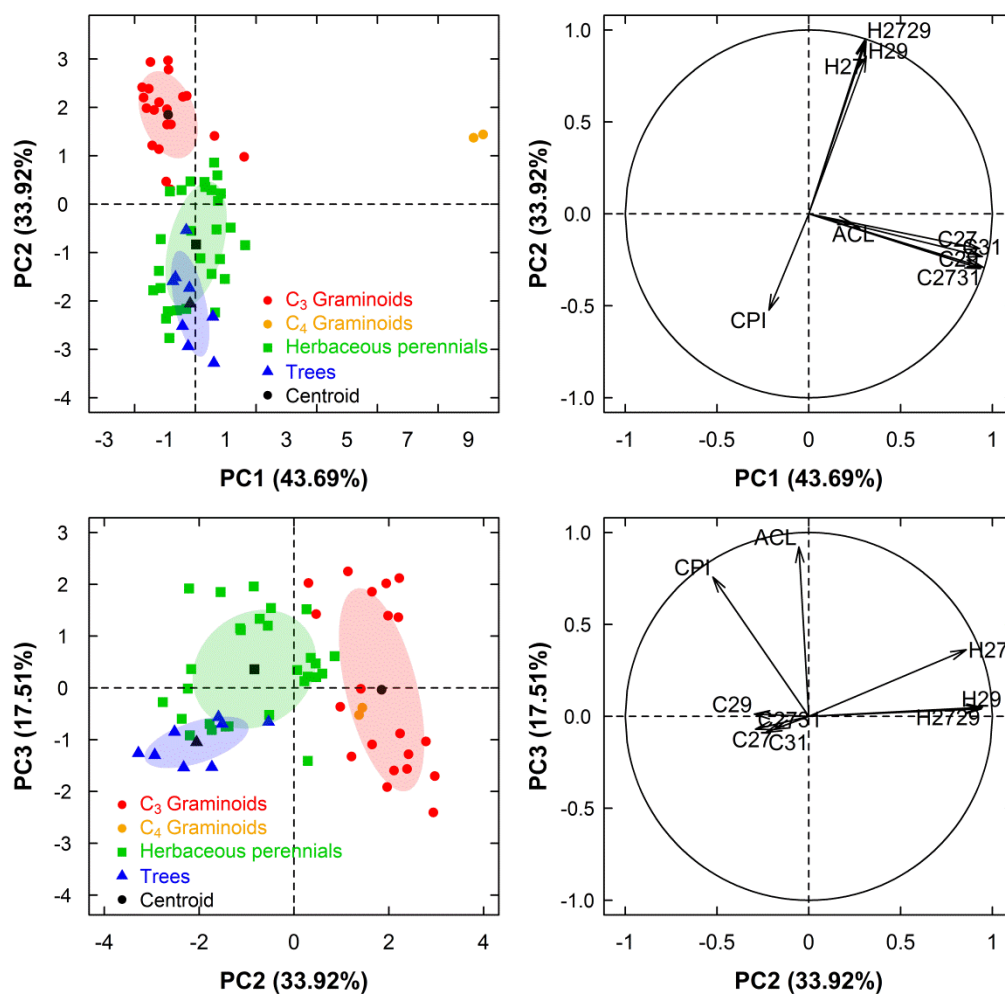 3
2
1
0
-1
-2
-3
-4
PC2 (33.92%)
C3 Graminoids
C4 Graminoids
Herbaceous perennials
Trees
Centroid
-3 -1 1 3 5 7 9
PC1 (43.69%)
1.0
0.5
0.0
-0.5
-1.0
PC2 (33.92%)
H2729
H29
H27
ACL
C27
C31
C29
C2731
CPI
-1 -0.5 0 0.5 1
PC1 (43.69%)
3
2
1
0
-1
-2
-3
-4
PC3 (17.51%)
C3 Graminoids
C4 Graminoids
Herbaceous perennials
Trees
Centroid
-4 -2 0 2 4
PC2 (33.92%)
1.0
0.5
0.0
-0.5
-1.0
PC3 (17.51%)
ACL
CPI
H27
H29
H2729
C29
C2731
C27
C31
-1 -0.5 0 0.5 1
PC2 (33.92%)